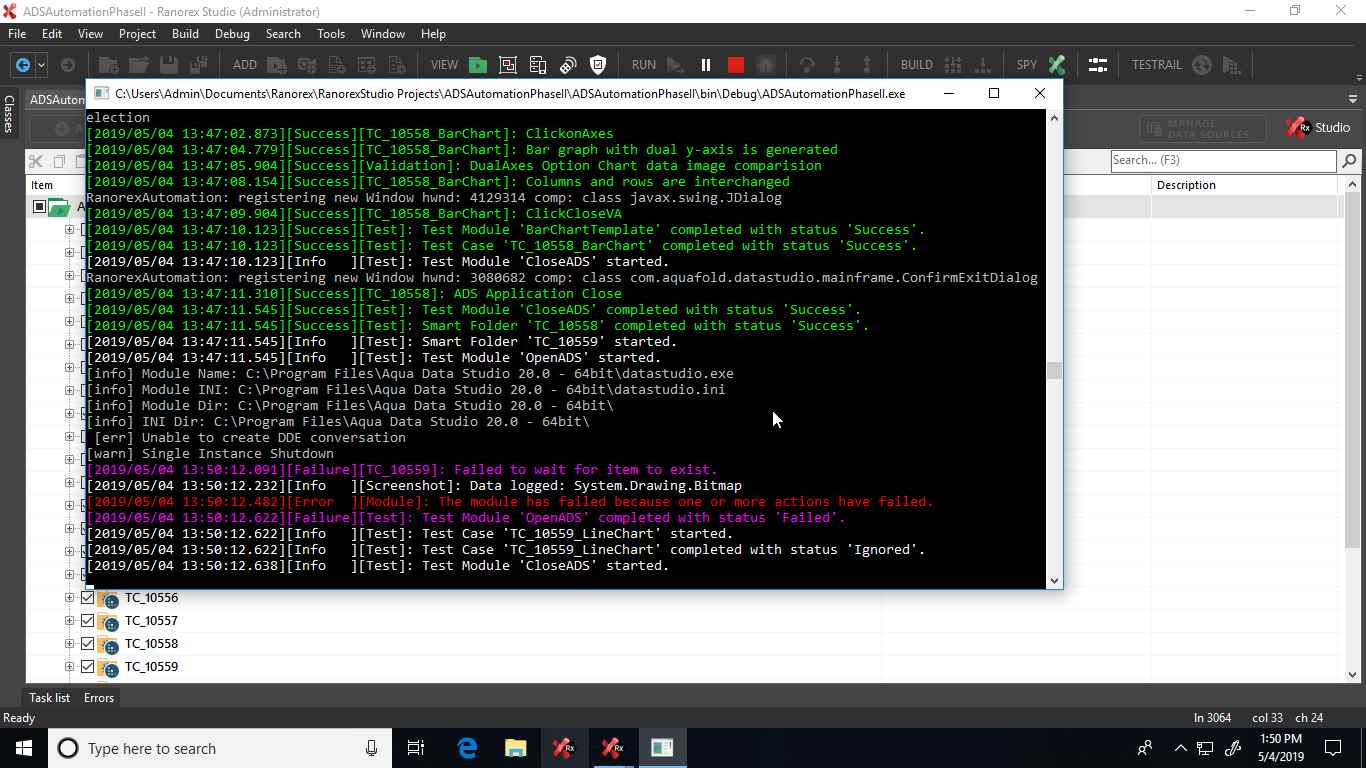 ADSAutomationPhaseII - Ranorex Studio (Administrator)
File Edit View Project Build Debug Search Tools Window Help
ADD VIEW RUN BUILD SPY TESTRAIL
Classes
ADSAuton
C:\Users\Admin\Documents\Ranorex\RanorexStudio Projects\ADSAutomationPhaseII\ADSAutomationPhaseII\bin\Debug\ADSAutomationPhaseII.exe
MANAGE
DATA SOURCES...
Rx Studio
Search... (F3)
Item
Description
election
[2019/05/04 13:47:02.873][Success][TC_10558_BarChart]: ClickonAxes
[2019/05/04 13:47:04.779][Success][TC_10558_BarChart]: Bar graph with dual y-axis is generated
[2019/05/04 13:47:05.904][Success][Validation]: DualAxes Option Chart data image comparision
[2019/05/04 13:47:08.154][Success][TC_10558_BarChart]: Columns and rows are interchanged
RanorexAutomation: registering new Window hwnd: 4129314 comp: class javax.swing.JDialog
[2019/05/04 13:47:09.904][Success][TC_10558_BarChart]: ClickCloseVA
[2019/05/04 13:47:10.123][Success][Test]: Test Module 'BarChartTemplate' completed with status 'Success'.
[2019/05/04 13:47:10.123][Success][Test]: Test Case 'TC_10558_BarChart' completed with status 'Success'.
[2019/05/04 13:47:10.123][Info   ][Test]: Test Module 'CloseADS' started.
RanorexAutomation: registering new Window hwnd: 3080682 comp: class com.aquafold.datastudio.mainframe.ConfirmExitDialog
[2019/05/04 13:47:11.310][Success][TC_10558]: ADS Application Close
[2019/05/04 13:47:11.545][Success][Test]: Test Module 'CloseADS' completed with status 'Success'.
[2019/05/04 13:47:11.545][Success][Test]: Smart Folder 'TC_10558' completed with status 'Success'.
[2019/05/04 13:47:11.545][Info   ][Test]: Smart Folder 'TC_10559' started.
[2019/05/04 13:47:11.545][Info   ][Test]: Test Module 'OpenADS' started.
[info] Module Name: C:\Program Files\Aqua Data Studio 20.0 - 64bit\datastudio.exe
[info] Module INI: C:\Program Files\Aqua Data Studio 20.0 - 64bit\datastudio.ini
[info] Module Dir: C:\Program Files\Aqua Data Studio 20.0 - 64bit\
[info] INI Dir: C:\Program Files\Aqua Data Studio 20.0 - 64bit\
[err] Unable to create DDE conversation
[warn] Single Instance Shutdown
[2019/05/04 13:50:12.091][Failure][TC_10559]: Failed to wait for item to exist.
[2019/05/04 13:50:12.232][Info   ][Screenshot]: Data logged: System.Drawing.Bitmap
[2019/05/04 13:50:12.482][Error  ][Module]: The module has failed because one or more actions have failed.
[2019/05/04 13:50:12.622][Failure][Test]: Test Module 'OpenADS' completed with status 'Failed'.
[2019/05/04 13:50:12.622][Info   ][Test]: Test Case 'TC_10559_LineChart' started.
[2019/05/04 13:50:12.622][Info   ][Test]: Test Case 'TC_10559_LineChart' completed with status 'Ignored'.
[2019/05/04 13:50:12.638][Info   ][Test]: Test Module 'CloseADS' started.
TC_10556
TC_10557
TC_10558
TC_10559
Task list Errors
Ready
ln 3064 col 33 ch 24
Type here to search
Rx
Rx
1:50 PM
5/4/2019